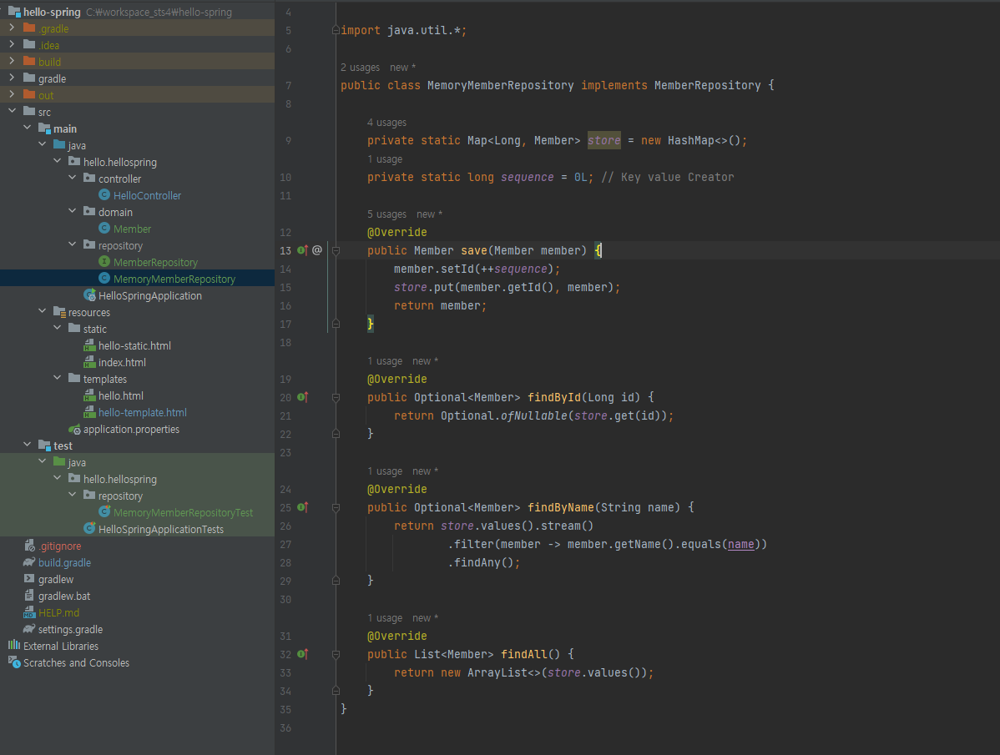 hello-spring C:₩workspace_sts4₩hello-spring
.gradle
.idea
build
gradle
out
src
main
java
hello.hellospring
controller
HelloController
domain
Member
repository
MemberRepository
MemoryMemberRepository
HelloSpringApplication
resources
static
hello-static.html
index.html
templates
hello.html
hello-template.html
application.properties
test
java
hello.hellospring
repository
MemoryMemberRepositoryTest
HelloSpringApplicationTests
.gitignore
build.gradle
gradlew
gradlew.bat
HELP.md
settings.gradle
External Libraries
Scratches and Consoles
4
5 import java.util.*;
6
2 usages new *
7 public class MemoryMemberRepository implements MemberRepository {
8
4 usages
9 private static Map<Long, Member> store = new HashMap<>();
1 usage
10 private static long sequence = 0L; // Key value Creator
11
5 usages new *
12 @Override
13 @ public Member save(Member member) {
14 member.setId(++sequence);
15 store.put(member.getId(), member);
16 return member;
17 }
18
1 usage new *
19 @Override
20 public Optional<Member> findById(Long id) {
21 return Optional.ofNullable(store.get(id));
22 }
23
1 usage new *
24 @Override
25 public Optional<Member> findByName(String name) {
26 return store.values().stream()
27 .filter(member -> member.getName().equals(name))
28 .findAny();
29 }
30
1 usage new *
31 @Override
32 public List<Member> findAll() {
33 return new ArrayList<>(store.values());
34 }
35 }
36